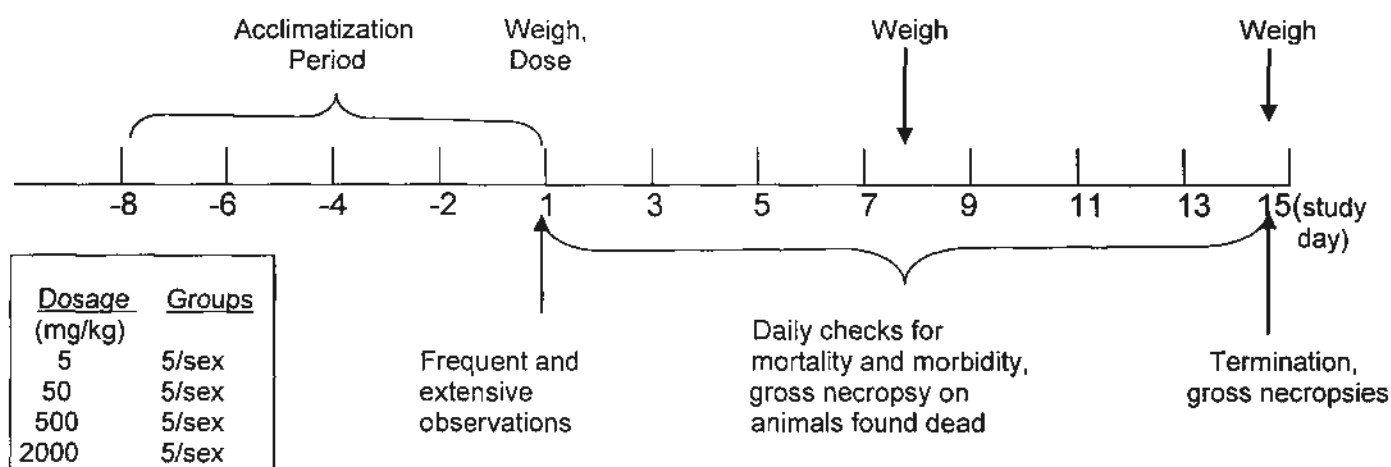 Acclimatization
Period
Weigh,
Dose
Weigh
Weigh
-8 -6 -4 -2 1 3 5 7 9 11 13 15 (study
day)
Dosage Groups
(mg/kg)
5 5/sex
50 5/sex
500 5/sex
2000 5/sex
Frequent and
extensive
observations
Daily checks for
mortality and morbidity,
gross necropsy on
animals found dead
Termination,
gross necropsies